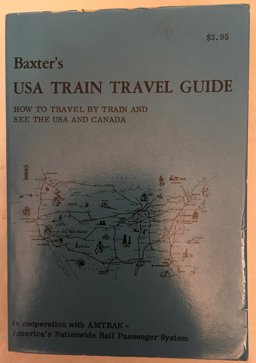 $3.95
Baxter's
USA TRAIN TRAVEL GUIDE
HOW TO TRAVEL BY TRAIN AND
SEE THE USA AND CANADA
In cooperation with AMTRAK –
America's Nationwide Rail Passenger System